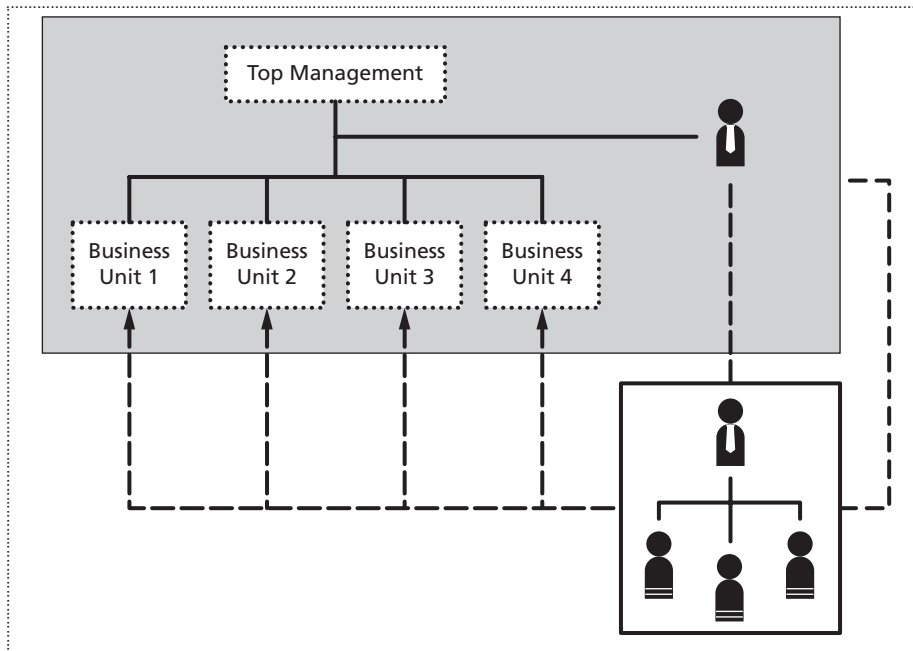 Top Management
Business
Unit 1
Business
Unit 2
Business
Unit 3
Business
Unit 4